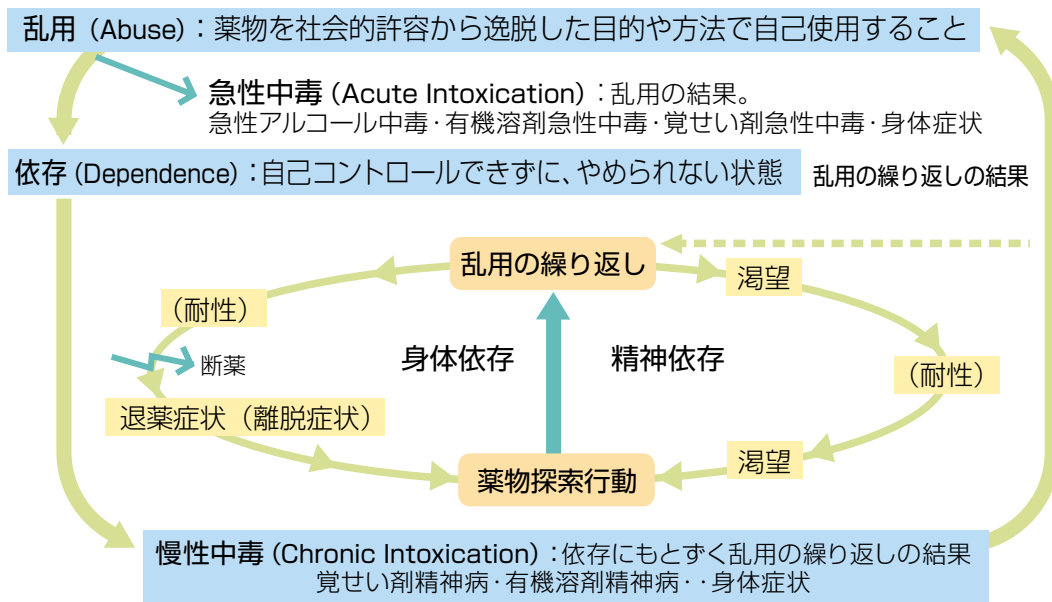 乱用（Abuse）：薬物を社会的許容から逸脱した目的や方法で自己使用すること
急性中毒（Acute Intoxication）：乱用の結果。
急性アルコール中毒・有機溶剤急性中毒・覚せい剤急性中毒・身体症状
依存（Dependence）：自己コントロールできずに、やめられない状態
乱用の繰り返しの結果
乱用の繰り返し
渇望
（耐性）
断薬
身体依存
精神依存
（耐性）
退薬症状（離脱症状）
渇望
薬物探索行動
慢性中毒（Chronic Intoxication）：依存にもとずく乱用の繰り返しの結果
覚せい剤精神病・有機溶剤精神病・・身体症状